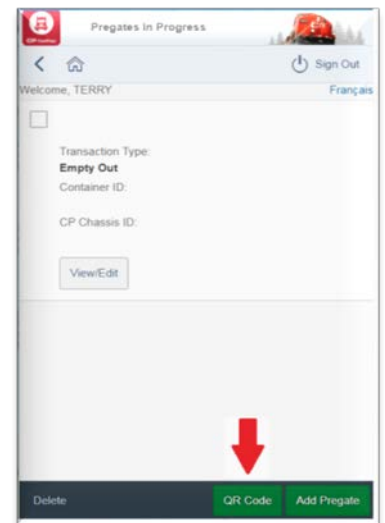 Pregates In Progress
Sign Out
Welcome, TERRY Français
Transaction Type:
Empty Out
Container ID:
CP Chassis ID:
View/Edit
Delete QR Code Add Pregate